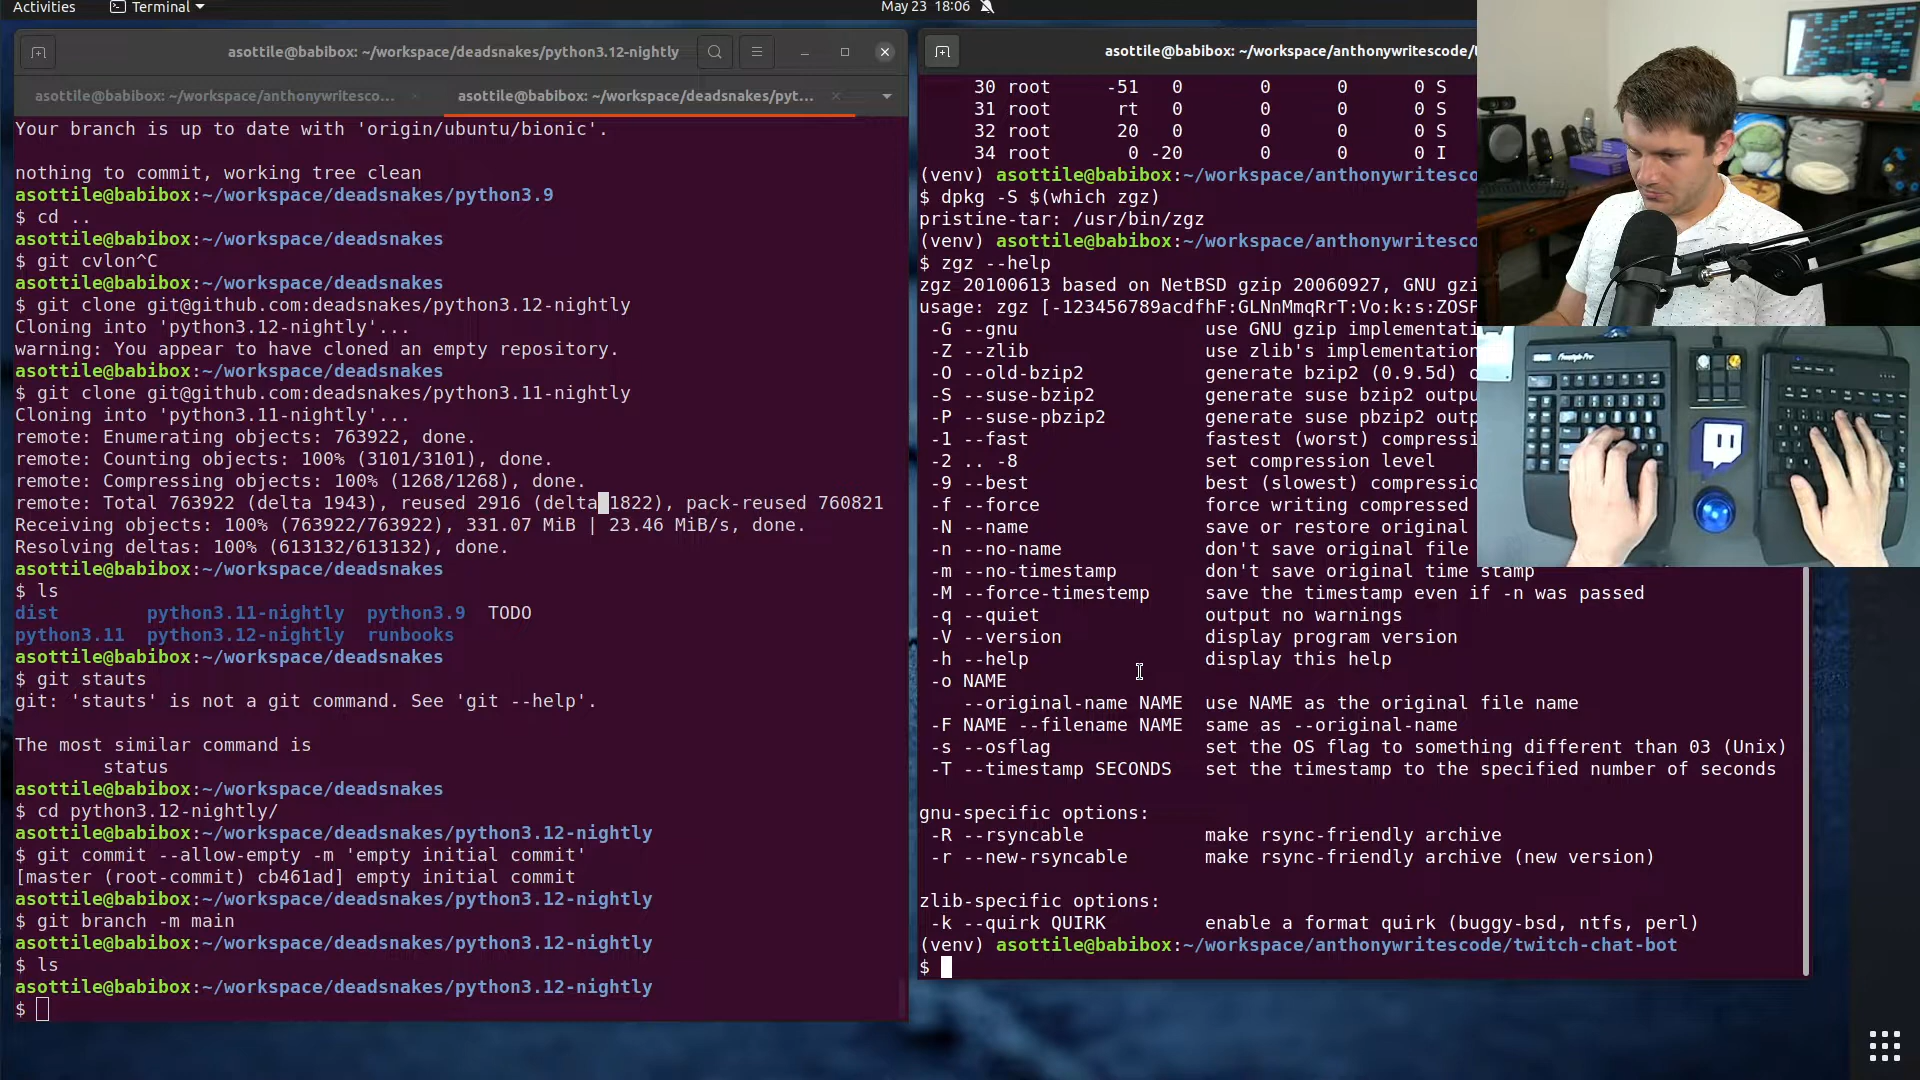 Activities
Terminal
May 23 18:06
asottile@babibox: ~/workspace/deadsnakes/python3.12-nightly
asottile@babibox: ~/workspace/anthonywritesco...
asottile@babibox: ~/workspace/deadsnakes/pyt...
Your branch is up to date with 'origin/ubuntu/bionic'.
nothing to commit, working tree clean
asottile@babibox:~/workspace/deadsnakes/python3.9
$ cd ..
asottile@babibox:~/workspace/deadsnakes
$ git cvlon^C
asottile@babibox:~/workspace/deadsnakes
$ git clone git@github.com:deadsnakes/python3.12-nightly
Cloning into 'python3.12-nightly'...
warning: You appear to have cloned an empty repository.
asottile@babibox:~/workspace/deadsnakes
$ git clone git@github.com:deadsnakes/python3.11-nightly
Cloning into 'python3.11-nightly'...
remote: Enumerating objects: 763922, done.
remote: Counting objects: 100% (3101/3101), done.
remote: Compressing objects: 100% (1268/1268), done.
remote: Total 763922 (delta 1943), reused 2916 (delta 1822), pack-reused 760821
Receiving objects: 100% (763922/763922), 331.07 MiB | 23.46 MiB/s, done.
Resolving deltas: 100% (613132/613132), done.
asottile@babibox:~/workspace/deadsnakes
$ ls
dist python3.11-nightly python3.9 TODO
python3.11 python3.12-nightly runbooks
asottile@babibox:~/workspace/deadsnakes
$ git stauts
git: 'stauts' is not a git command. See 'git --help'.
The most similar command is
status
asottile@babibox:~/workspace/deadsnakes
$ cd python3.12-nightly/
asottile@babibox:~/workspace/deadsnakes/python3.12-nightly
$ git commit --allow-empty -m 'empty initial commit'
[master (root-commit) cb461ad] empty initial commit
asottile@babibox:~/workspace/deadsnakes/python3.12-nightly
$ git branch -m main
asottile@babibox:~/workspace/deadsnakes/python3.12-nightly
$ ls
asottile@babibox:~/workspace/deadsnakes/python3.12-nightly
$
asottile@babibox: ~/workspace/anthonywritescode/
30 root -51 0 0 0 0 S
31 root rt 0 0 0 0 S
32 root 20 0 0 0 0 S
34 root 0 -20 0 0 0 I
(venv) asottile@babibox:~/workspace/anthonywritesco
$ dpkg -S $(which zgz)
pristine-tar: /usr/bin/zgz
(venv) asottile@babibox:~/workspace/anthonywritesco
$ zgz --help
zgz 20100613 based on NetBSD gzip 20060927, GNU gzi
usage: zgz [-123456789acdfhF:GLNnMmqRrT:Vo:k:s:ZOSP
-G --gnu use GNU gzip implementati
-Z --zlib use zlib's implementation
-O --old-bzip2 generate bzip2 (0.9.5d) o
-S --suse-bzip2 generate suse bzip2 outpu
-P --suse-pbzip2 generate suse pbzip2 outp
-1 --fast fastest (worst) compressi
-2 .. -8 set compression level
-9 --best best (slowest) compressio
-f --force force writing compressed
-N --name save or restore original
-n --no-name don't save original file
-m --no-timestamp don't save original time stamp
-M --force-timestemp save the timestamp even if -n was passed
-q --quiet output no warnings
-V --version display program version
-h --help display this help
-o NAME
--original-name NAME use NAME as the original file name
-F NAME --filename NAME same as --original-name
-s --osflag set the OS flag to something different than 03 (Unix)
-T --timestamp SECONDS set the timestamp to the specified number of seconds
gnu-specific options:
-R --rsyncable make rsync-friendly archive
-r --new-rsyncable make rsync-friendly archive (new version)
zlib-specific options:
-k --quirk QUIRK enable a format quirk (buggy-bsd, ntfs, perl)
(venv) asottile@babibox:~/workspace/anthonywritescode/twitch-chat-bot
$
Freestyle Pro